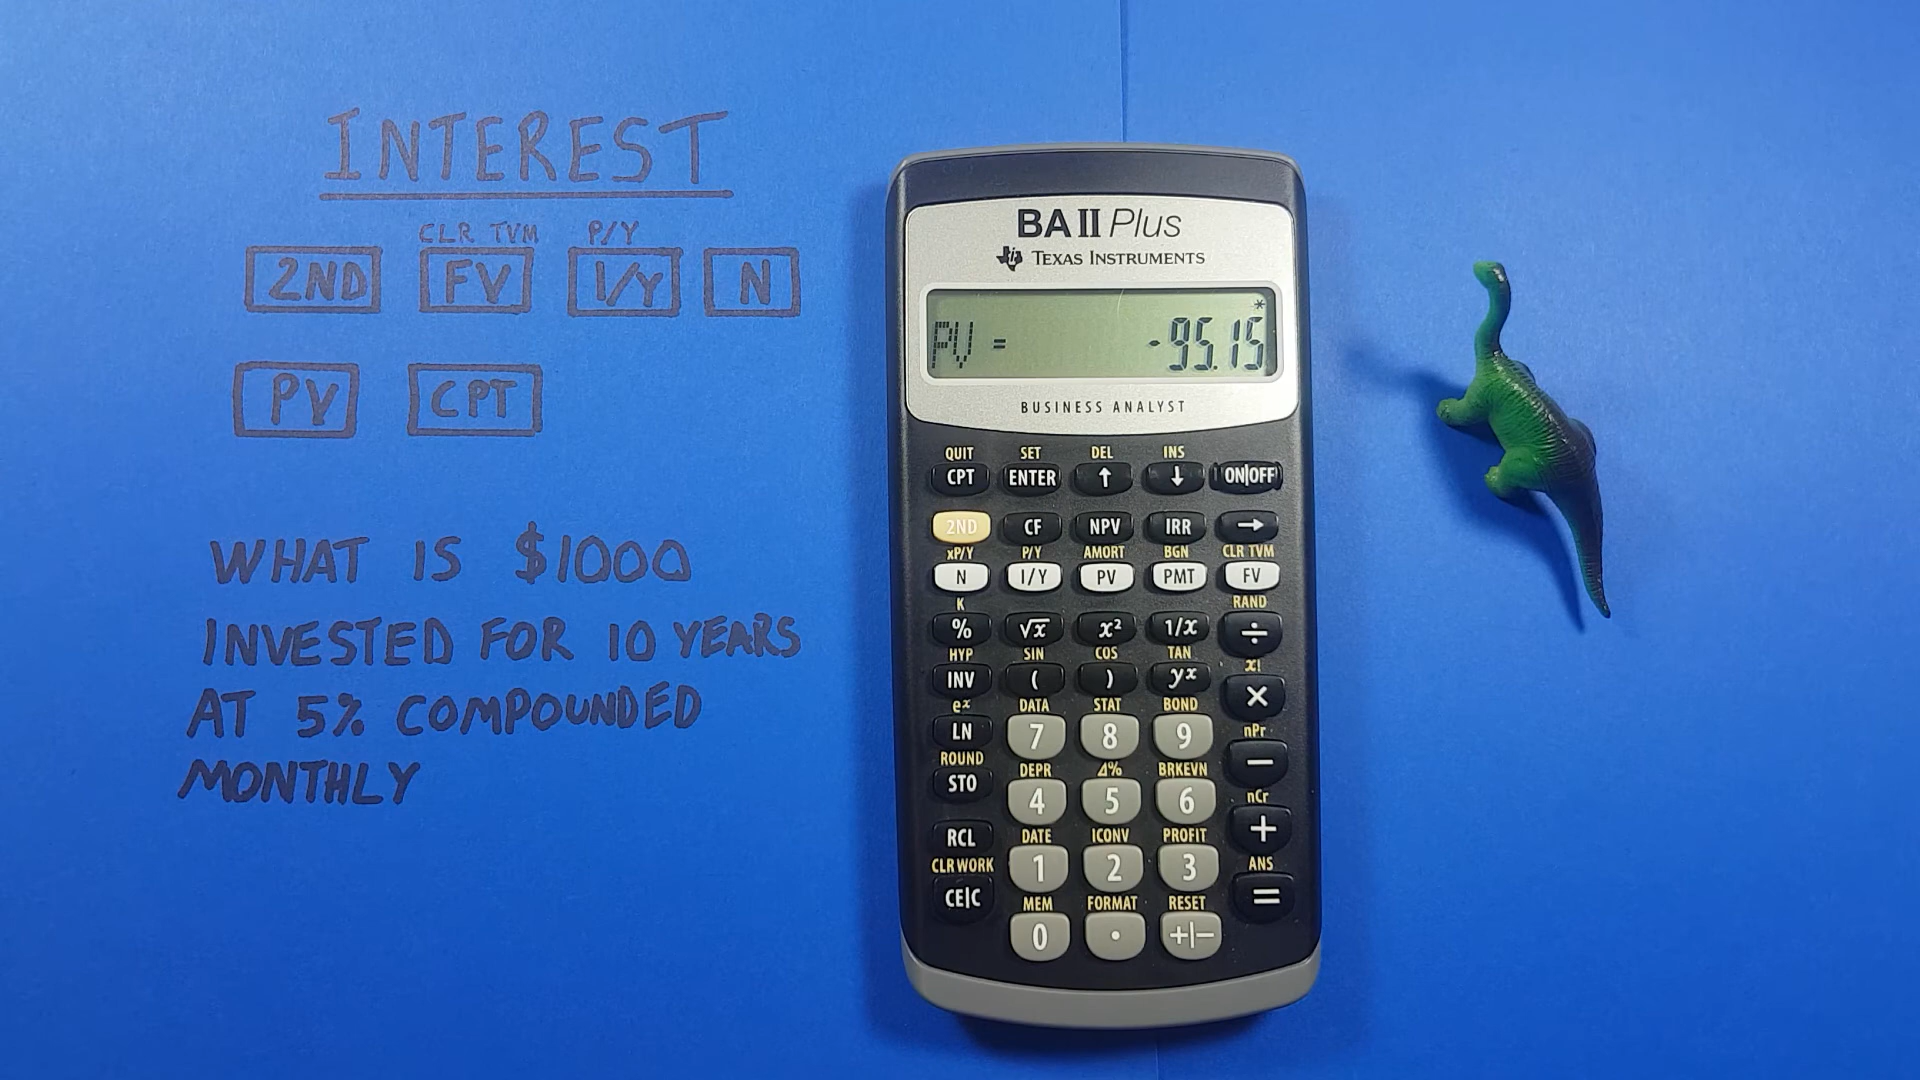 INTEREST
CLR TVM P/Y
2ND FV I/Y N
PV CPT
WHAT IS $1000
INVESTED FOR 10 YEARS
AT 5% COMPOUNDED
MONTHLY
BA II Plus
TEXAS INSTRUMENTS
*
PV = -95.15
BUSINESS ANALYST
QUIT SET DEL INS
CPT ENTER ↑ ↓ ON|OFF
2ND CF NPV IRR →
xP/Y P/Y AMORT BGN CLR TVM
N I/Y PV PMT FV
K RAND
% √x x² 1/x ÷
HYP SIN COS TAN x!
INV ( ) yˣ ×
eˣ DATA STAT BOND nPr
LN 7 8 9 −
ROUND DEPR Δ% BRKEVN nCr
STO 4 5 6 +
DATE ICONV PROFIT ANS
RCL 1 2 3 =
CLR WORK MEM FORMAT RESET
CE|C 0 . +|−